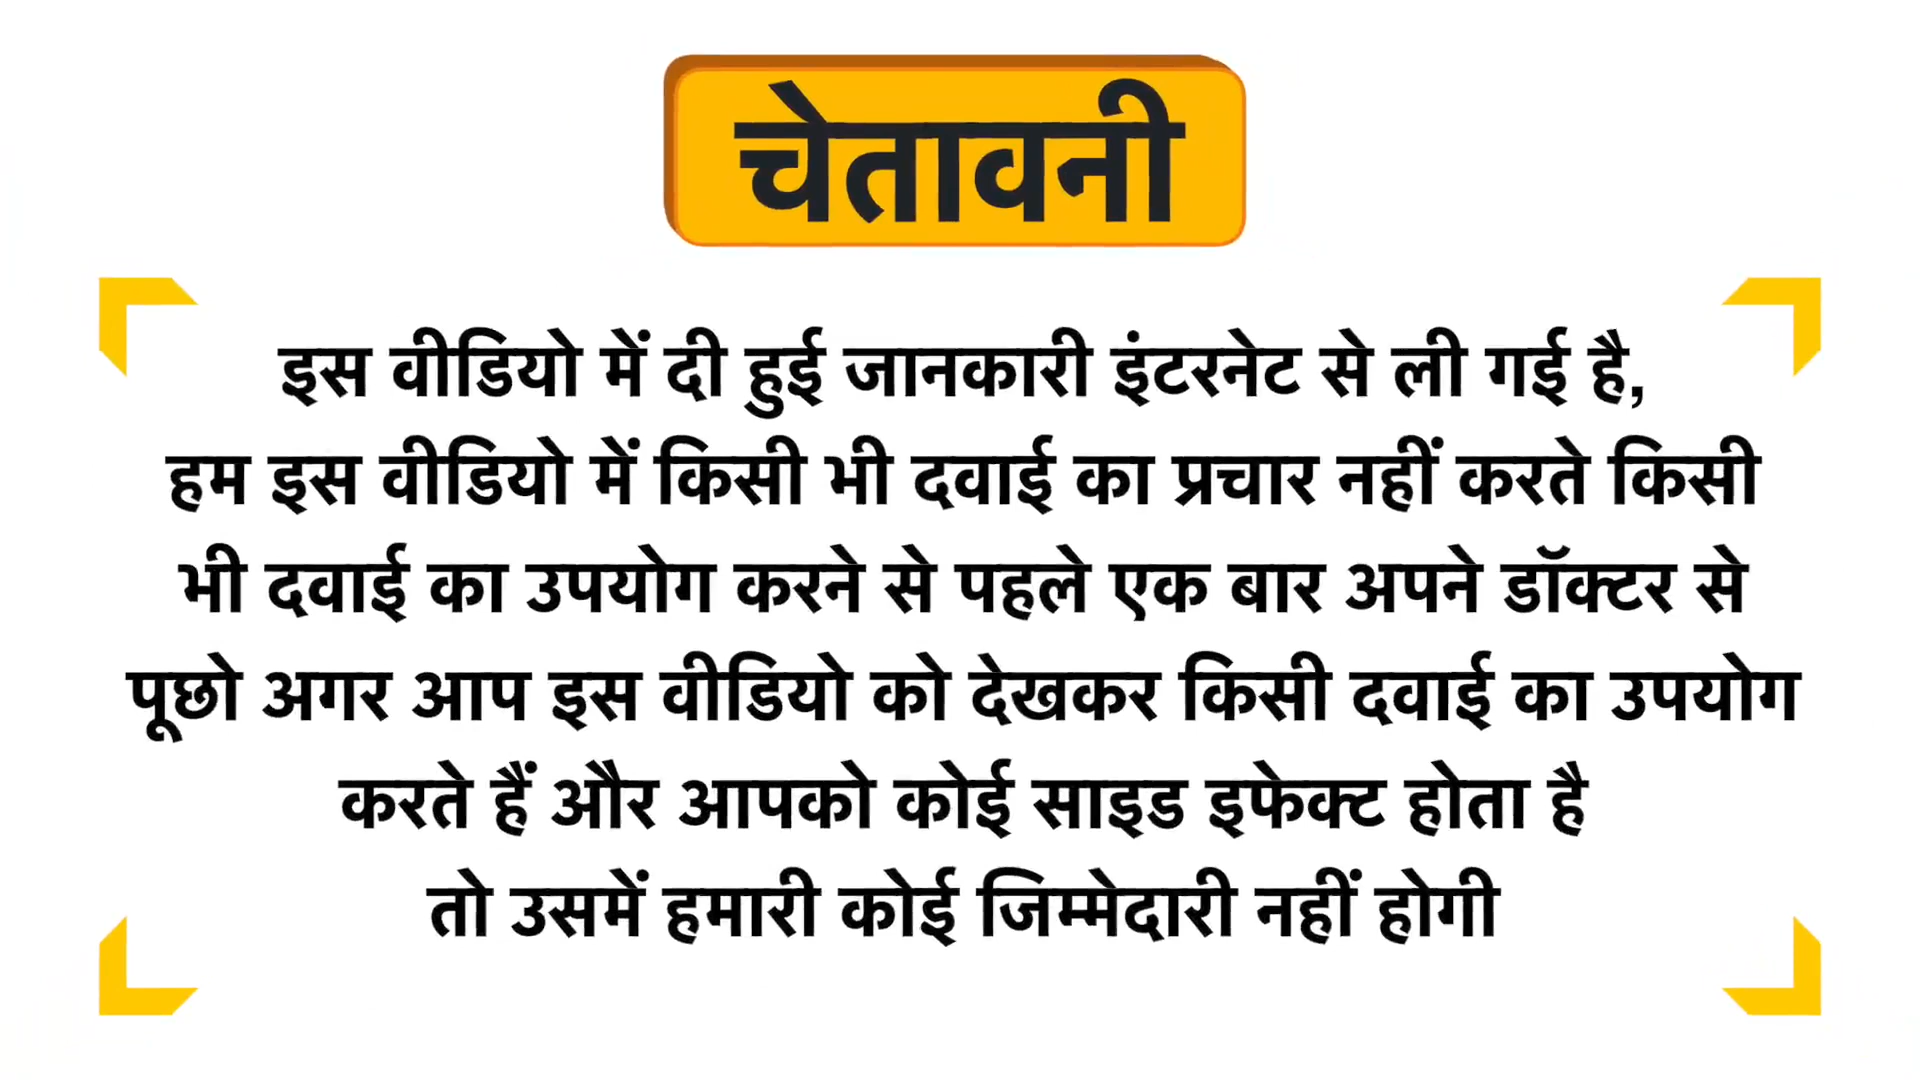 चेतावनी
इस वीडियो में दी हुई जानकारी इंटरनेट से ली गई है,
हम इस वीडियो में किसी भी दवाई का प्रचार नहीं करते किसी
भी दवाई का उपयोग करने से पहले एक बार अपने डॉक्टर से
पूछो अगर आप इस वीडियो को देखकर किसी दवाई का उपयोग
करते हैं और आपको कोई साइड इफेक्ट होता है
तो उसमें हमारी कोई जिम्मेदारी नहीं होगी